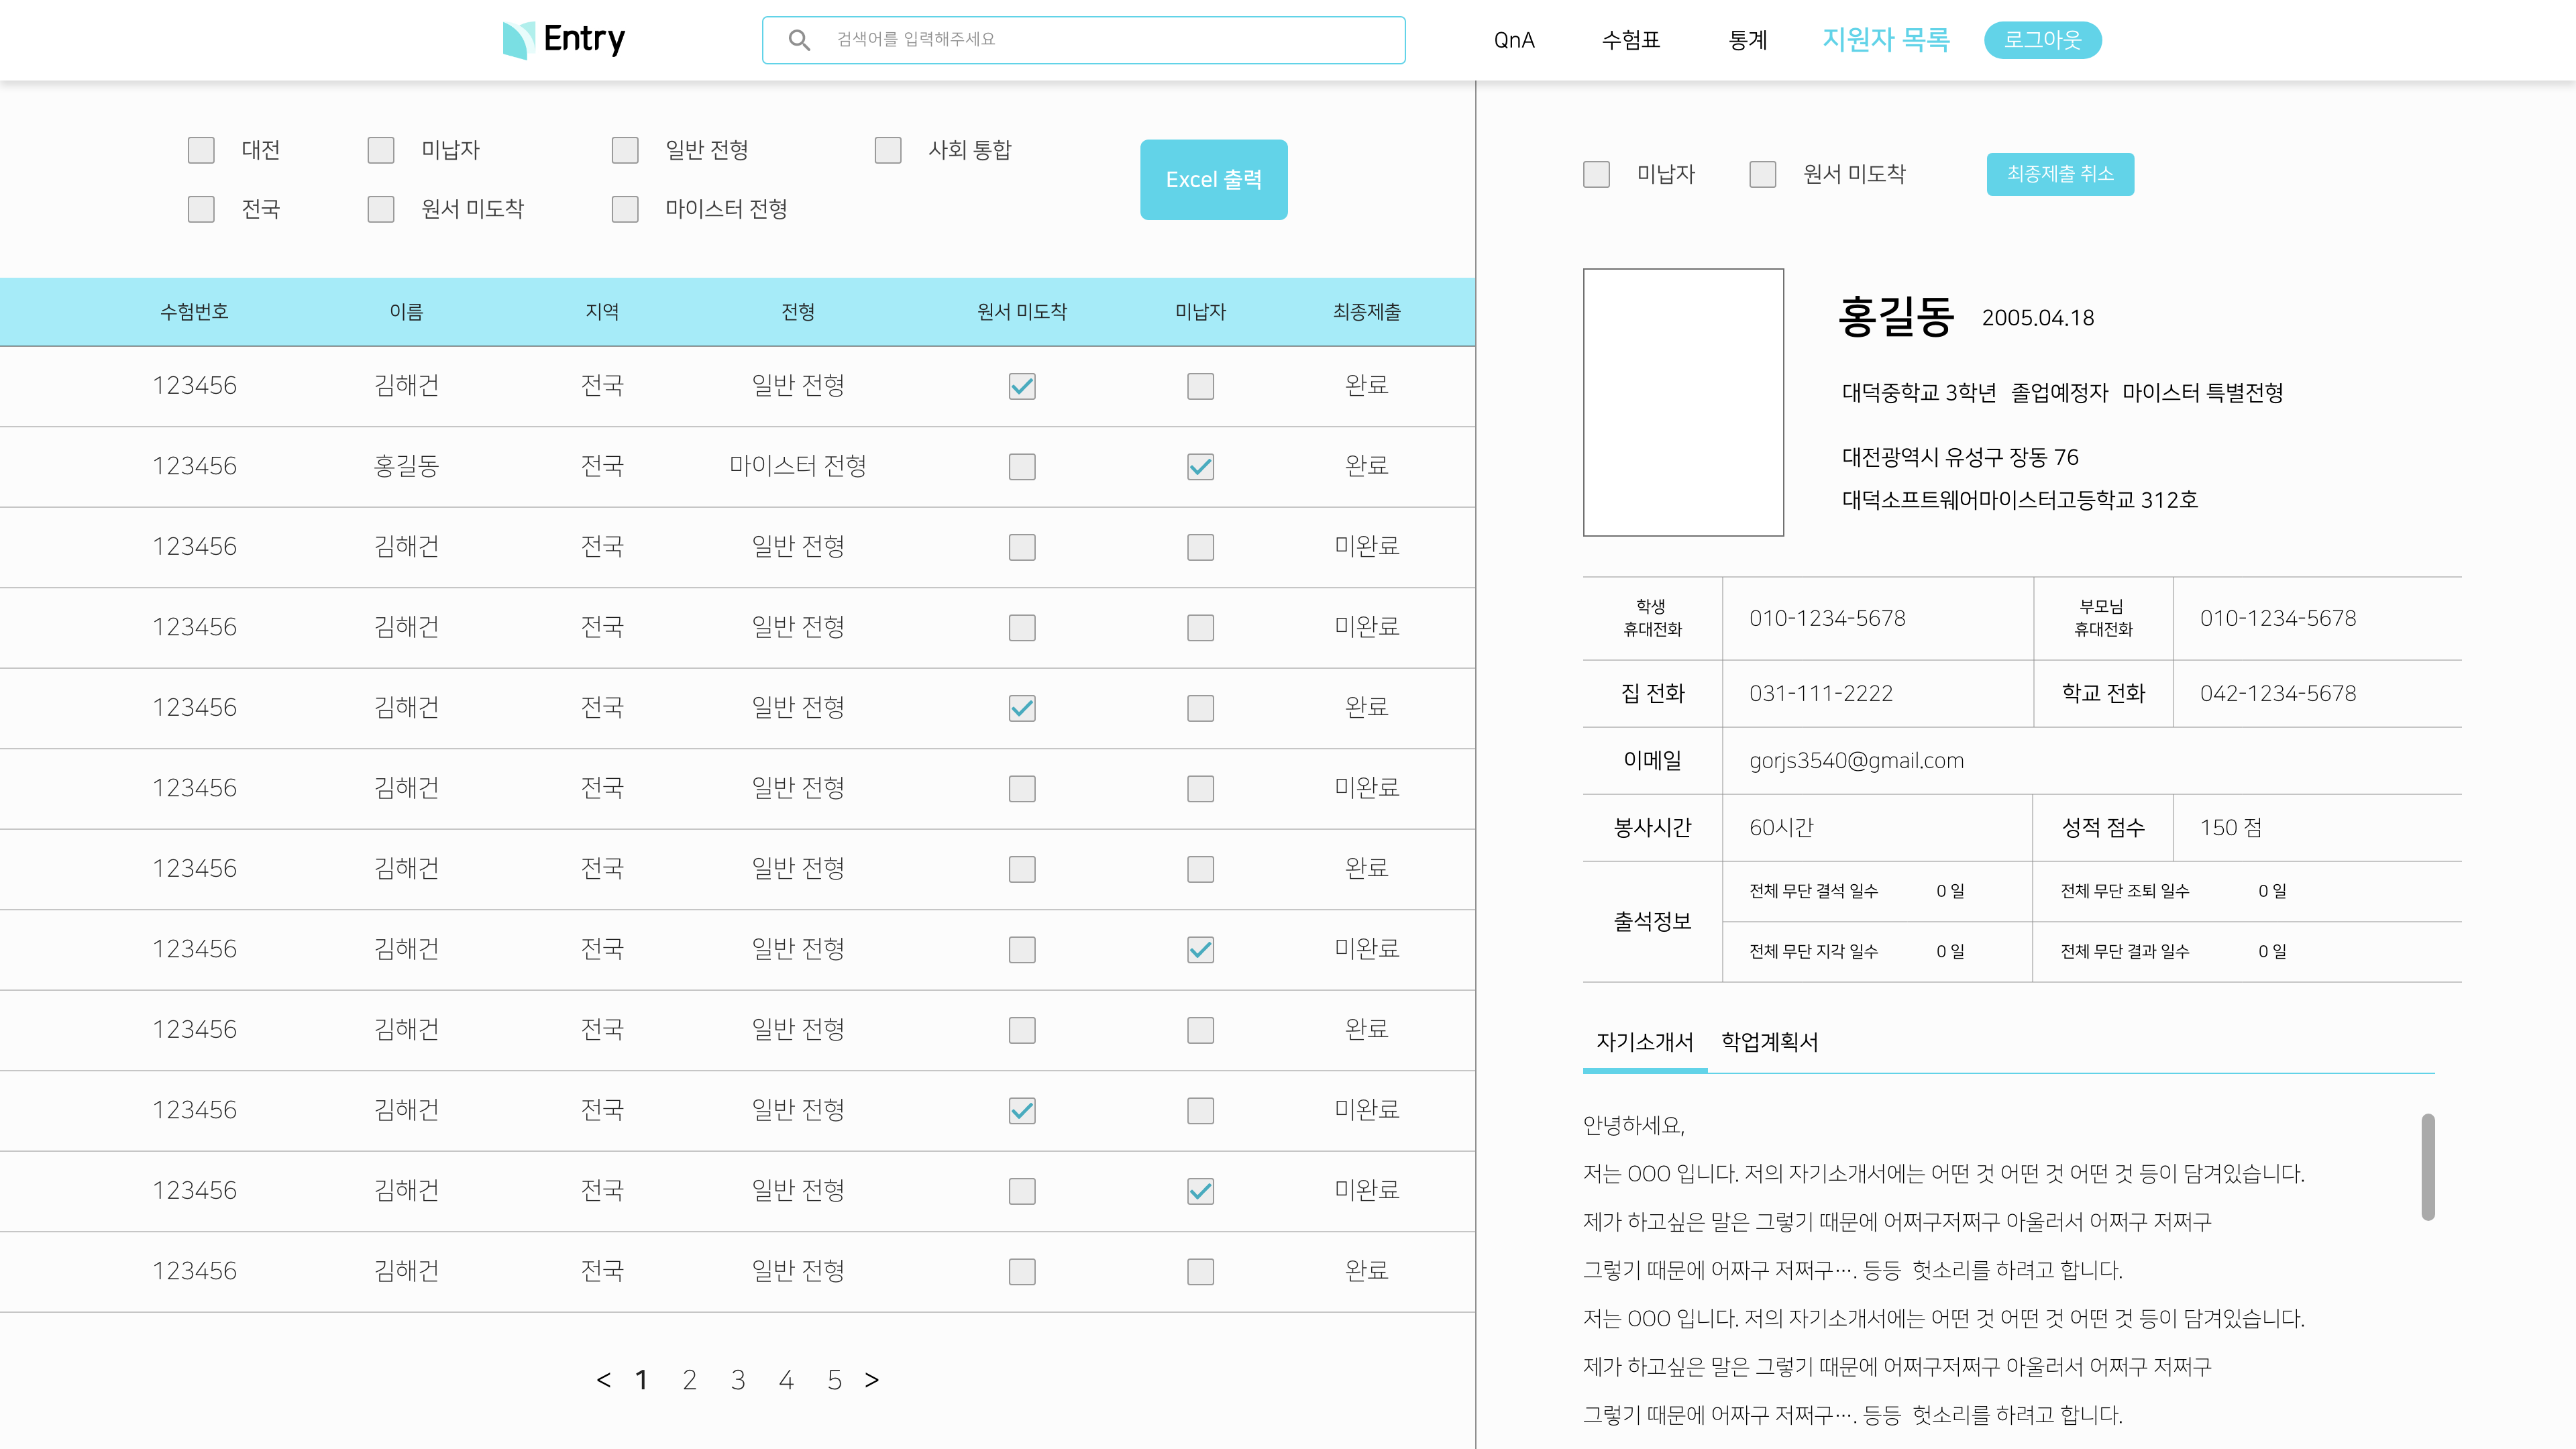 Entry
검색어를 입력해주세요
QnA 수험표 통계 지원자 목록 로그아웃
대전 미납자 일반 전형 사회 통합
전국 원서 미도착 마이스터 전형
Excel 출력
수험번호 이름 지역 전형 원서 미도착 미납자 최종제출
123456 김해건 전국 일반 전형 완료
123456 홍길동 전국 마이스터 전형 완료
123456 김해건 전국 일반 전형 미완료
123456 김해건 전국 일반 전형 미완료
123456 김해건 전국 일반 전형 완료
123456 김해건 전국 일반 전형 미완료
123456 김해건 전국 일반 전형 완료
123456 김해건 전국 일반 전형 미완료
123456 김해건 전국 일반 전형 완료
123456 김해건 전국 일반 전형 미완료
123456 김해건 전국 일반 전형 미완료
123456 김해건 전국 일반 전형 완료
< 1 2 3 4 5 >
미납자 원서 미도착 최종제출 취소
홍길동 2005.04.18
대덕중학교 3학년 졸업예정자 마이스터 특별전형
대전광역시 유성구 장동 76
대덕소프트웨어마이스터고등학교 312호
학생
휴대전화
010-1234-5678
부모님
휴대전화
010-1234-5678
집 전화 031-111-2222 학교 전화 042-1234-5678
이메일 gorjs3540@gmail.com
봉사시간 60시간 성적 점수 150 점
출석정보
전체 무단 결석 일수 0 일 전체 무단 조퇴 일수 0 일
전체 무단 지각 일수 0 일 전체 무단 결과 일수 0 일
자기소개서 학업계획서
안녕하세요,
저는 OOO 입니다. 저의 자기소개서에는 어떤 것 어떤 것 어떤 것 등이 담겨있습니다.
제가 하고싶은 말은 그렇기 때문에 어쩌구저쩌구 아울러서 어쩌구 저쩌구
그렇기 때문에 어짜구 저쩌구…. 등등 헛소리를 하려고 합니다.
저는 OOO 입니다. 저의 자기소개서에는 어떤 것 어떤 것 어떤 것 등이 담겨있습니다.
제가 하고싶은 말은 그렇기 때문에 어쩌구저쩌구 아울러서 어쩌구 저쩌구
그렇기 때문에 어짜구 저쩌구…. 등등 헛소리를 하려고 합니다.